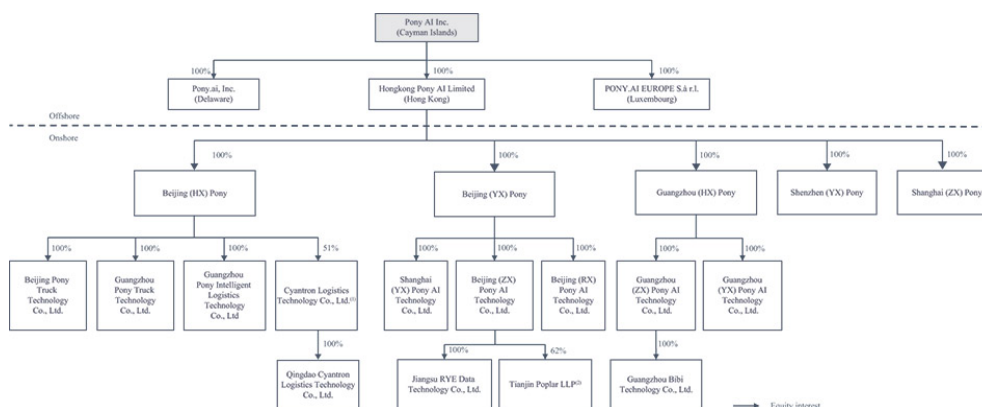 Pony AI Inc.
(Cayman Islands)
100%
100%
100%
Pony.ai, Inc.
(Delaware)
Hongkong Pony AI Limited
(Hong Kong)
PONY.AI EUROPE S.à r.l.
(Luxembourg)
Offshore
Onshore
100%
100%
100%
100%
100%
Beijing (HX) Pony
Beijing (YX) Pony
Guangzhou (HX) Pony
Shenzhen (YX) Pony
Shanghai (ZX) Pony
100%
100%
100%
51%
100%
100%
100%
100%
100%
Beijing Pony
Truck
Technology
Co., Ltd.
Guangzhou
Pony Truck
Technology
Co., Ltd.
Guangzhou
Pony Intelligent
Logistics
Technology
Co., Ltd
Cyantron Logistics
Technology Co., Ltd.(1)
Shanghai
(YX) Pony AI
Technology
Co., Ltd.
Beijing (ZX)
Pony AI
Technology
Co., Ltd.
Beijing (RX)
Pony AI
Technology
Co., Ltd.
Guangzhou
(ZX) Pony AI
Technology
Co., Ltd.
Guangzhou
(YX) Pony AI
Technology
Co., Ltd.
100%
100%
62%
100%
Qingdao Cyantron
Logistics Technology
Co., Ltd.
Jiangsu RYE Data
Technology Co., Ltd.
Tianjin Poplar LLP(2)
Guangzhou Bibi
Technology Co., Ltd.
Equity interest